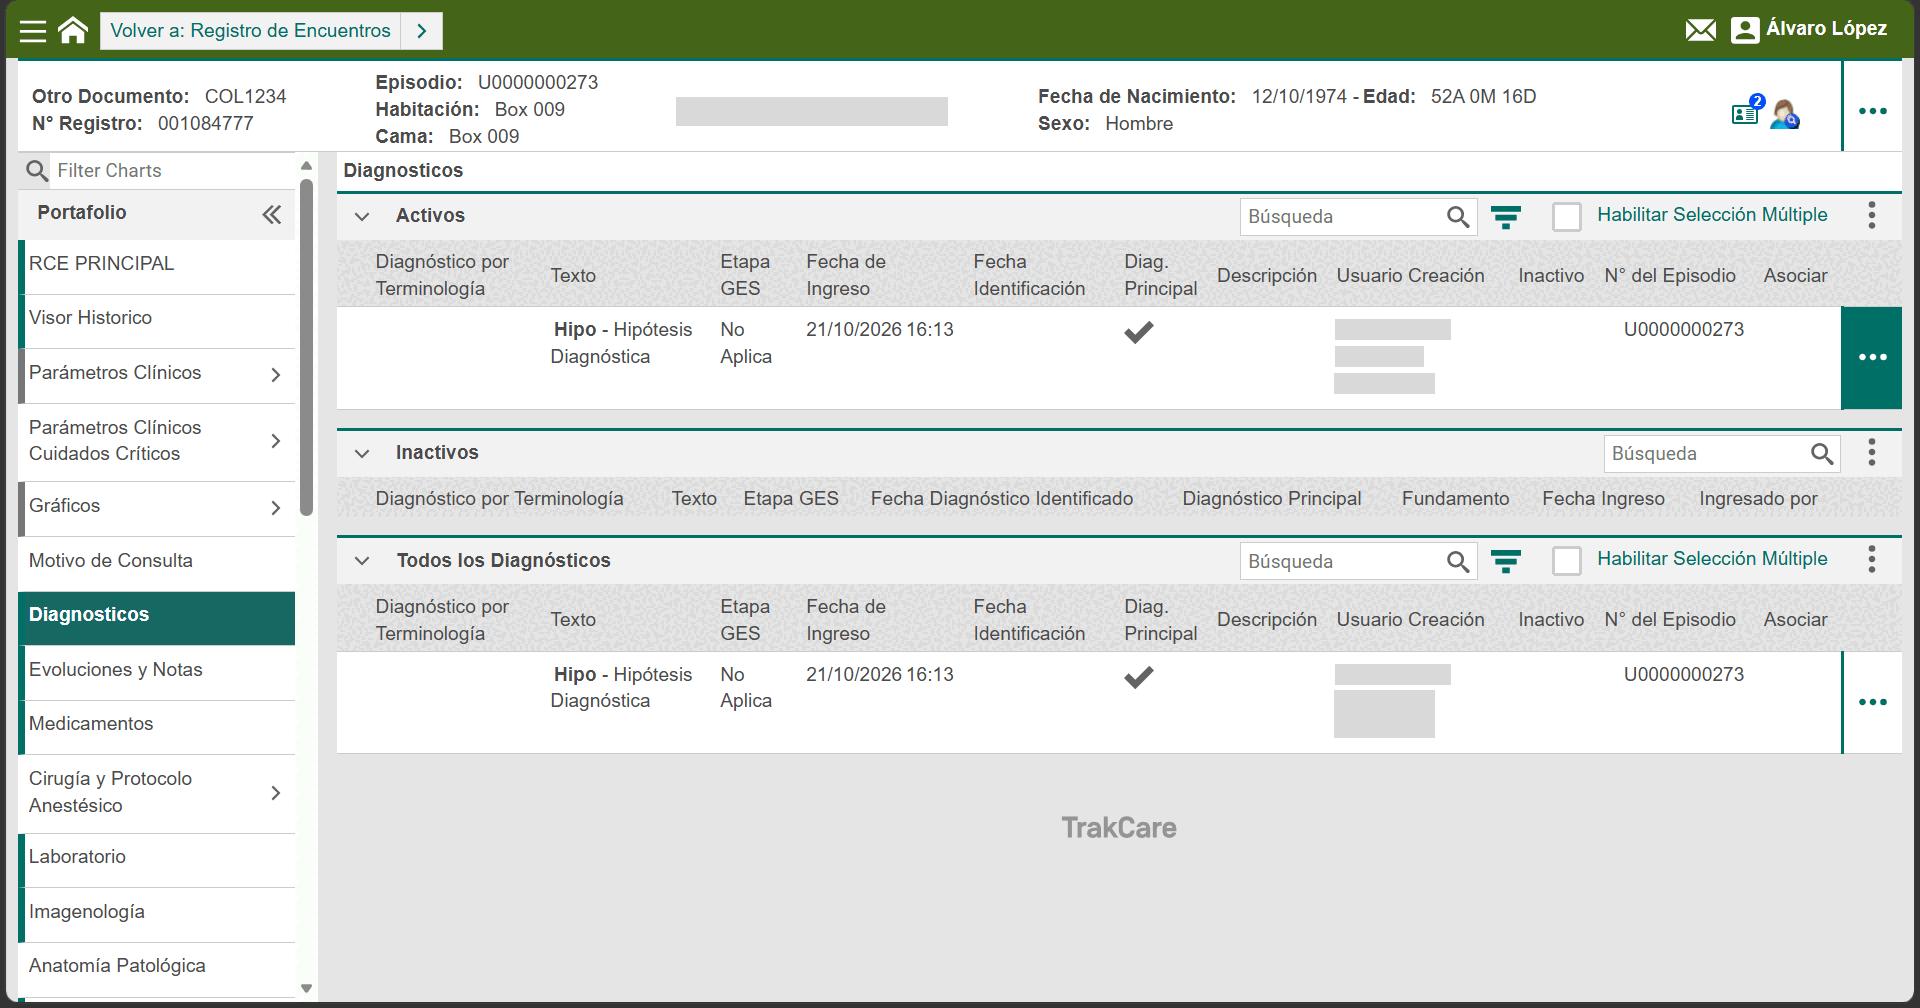 Volver a: Registro de Encuentros
Álvaro López
Otro Documento: COL1234
N° Registro: 001084777
Episodio: U0000000273
Habitación: Box 009
Cama: Box 009
Fecha de Nacimiento: 12/10/1974 - Edad: 52A 0M 16D
Sexo: Hombre
2
Filter Charts
Portafolio
RCE PRINCIPAL
Visor Historico
Parámetros Clínicos
Parámetros Clínicos
Cuidados Críticos
Gráficos
Motivo de Consulta
Diagnosticos
Evoluciones y Notas
Medicamentos
Cirugía y Protocolo
Anestésico
Laboratorio
Imagenología
Anatomía Patológica
Diagnosticos
Activos
Búsqueda
Habilitar Selección Múltiple
Diagnóstico por
Terminología
Texto
Etapa
GES
Fecha de
Ingreso
Fecha
Identificación
Diag.
Principal
Descripción
Usuario Creación
Inactivo
N° del Episodio
Asociar
Hipo - Hipótesis
Diagnóstica
No
Aplica
21/10/2026 16:13
U0000000273
Inactivos
Búsqueda
Diagnóstico por Terminología
Texto
Etapa GES
Fecha Diagnóstico Identificado
Diagnóstico Principal
Fundamento
Fecha Ingreso
Ingresado por
Todos los Diagnósticos
Búsqueda
Habilitar Selección Múltiple
Diagnóstico por
Terminología
Texto
Etapa
GES
Fecha de
Ingreso
Fecha
Identificación
Diag.
Principal
Descripción
Usuario Creación
Inactivo
N° del Episodio
Asociar
Hipo - Hipótesis
Diagnóstica
No
Aplica
21/10/2026 16:13
U0000000273
TrakCare